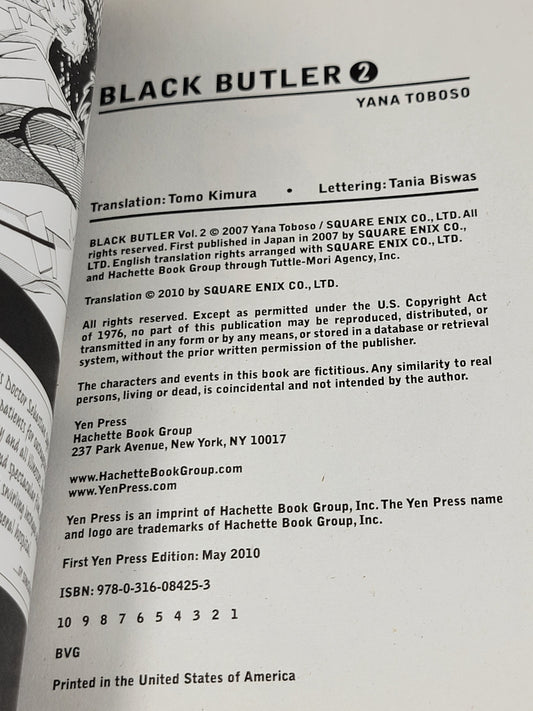 BLACK BUTLER 2
YANA TOBOSO
Translation: Tomo Kimura • Lettering: Tania Biswas
BLACK BUTLER Vol. 2 © 2007 Yana Toboso / SQUARE ENIX CO., LTD. All
rights reserved. First published in Japan in 2007 by SQUARE ENIX CO.,
LTD. English translation rights arranged with SQUARE ENIX CO., LTD.
and Hachette Book Group through Tuttle-Mori Agency, Inc.
Translation © 2010 by SQUARE ENIX CO., LTD.
All rights reserved. Except as permitted under the U.S. Copyright Act
of 1976, no part of this publication may be reproduced, distributed, or
transmitted in any form or by any means, or stored in a database or retrieval
system, without the prior written permission of the publisher.
The characters and events in this book are fictitious. Any similarity to real
persons, living or dead, is coincidental and not intended by the author.
Yen Press
Hachette Book Group
237 Park Avenue, New York, NY 10017
www.HachetteBookGroup.com
www.YenPress.com
Yen Press is an imprint of Hachette Book Group, Inc. The Yen Press name
and logo are trademarks of Hachette Book Group, Inc.
First Yen Press Edition: May 2010
ISBN: 978-0-316-08425-3
10 9 8 7 6 5 4 3 2 1
BVG
Printed in the United States of America